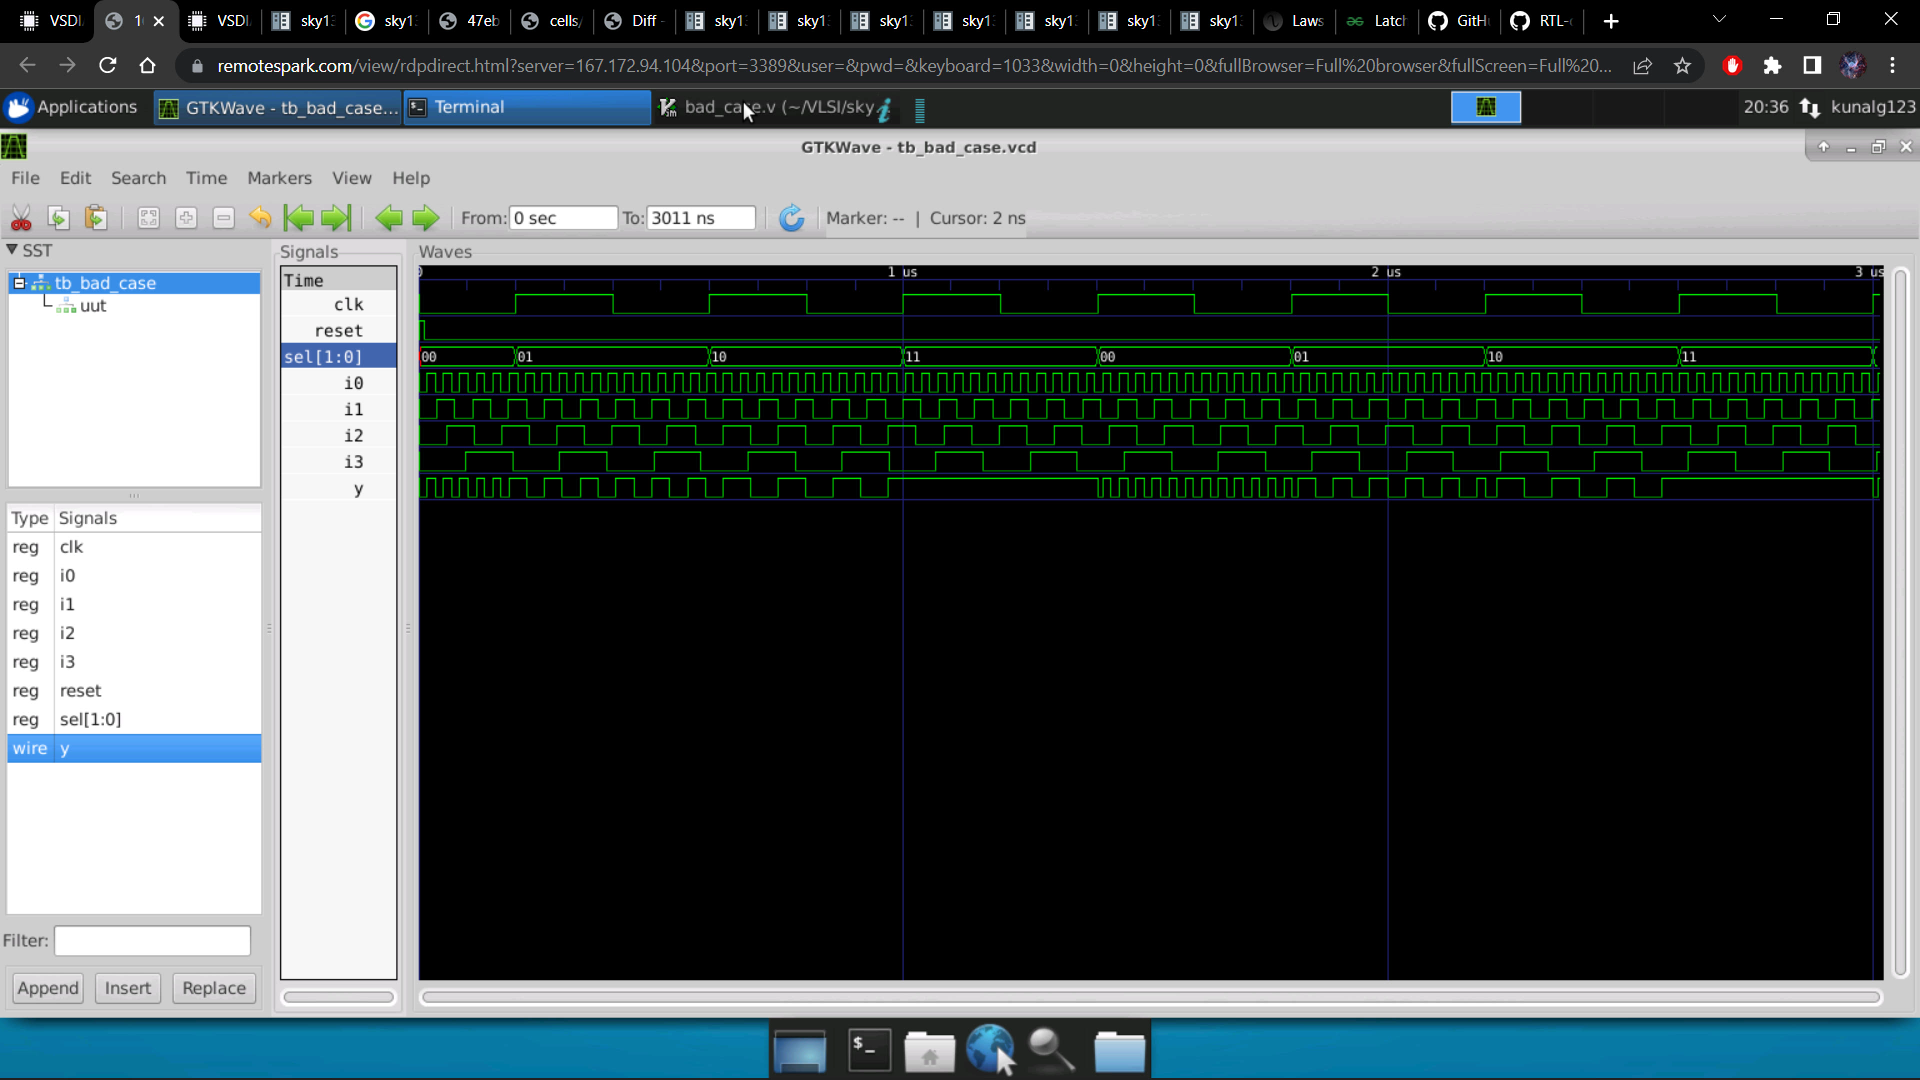 VSDI 1( VSDI sky1: sky1: 47eb cells/ Diff - sky1: sky1: sky1: sky1: sky1: sky1: sky1: Laws Latch GitHu RTL-c
remotespark.com/view/rdpdirect.html?server=167.172.94.104&port=3389&user=&pwd=&keyboard=1033&width=0&height=0&fullBrowser=Full%20browser&fullScreen=Full%20...
Applications GTKWave - tb_bad_case... Terminal bad_case.v (~/VLSI/sky 20:36 kunalg123
GTKWave - tb_bad_case.vcd
File Edit Search Time Markers View Help
From: 0 sec To: 3011 ns Marker: -- | Cursor: 2 ns
SST Signals Waves
tb_bad_case
uut
Time 0 1 us 2 us 3 us
clk
reset
sel[1:0] 00 01 10 11 00 01 10 11
i0
i1
i2
i3
y
Type Signals
reg clk
reg i0
reg i1
reg i2
reg i3
reg reset
reg sel[1:0]
wire y
Filter:
Append Insert Replace
$_